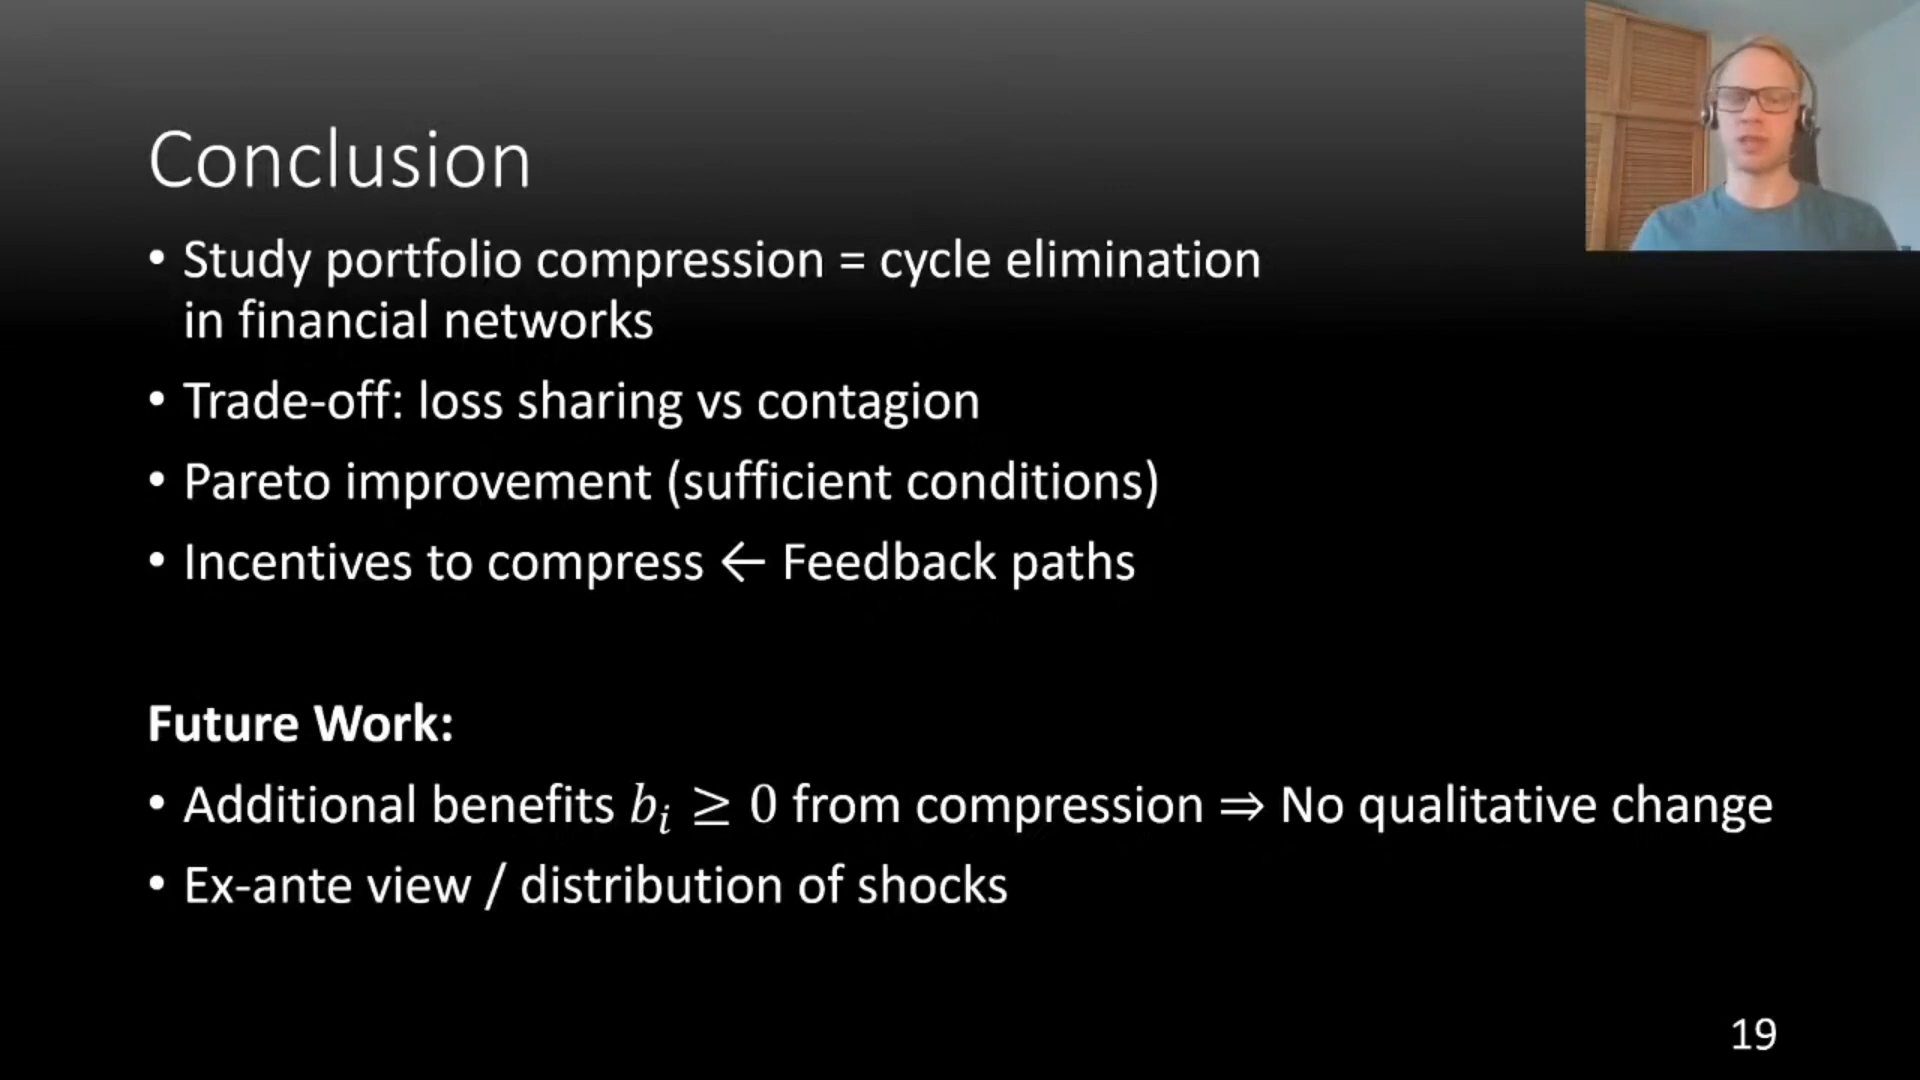 Conclusion
• Study portfolio compression = cycle elimination
in financial networks
• Trade-off: loss sharing vs contagion
• Pareto improvement (sufficient conditions)
• Incentives to compress ← Feedback paths
Future Work:
• Additional benefits bᵢ ≥ 0 from compression ⇒ No qualitative change
• Ex-ante view / distribution of shocks
19